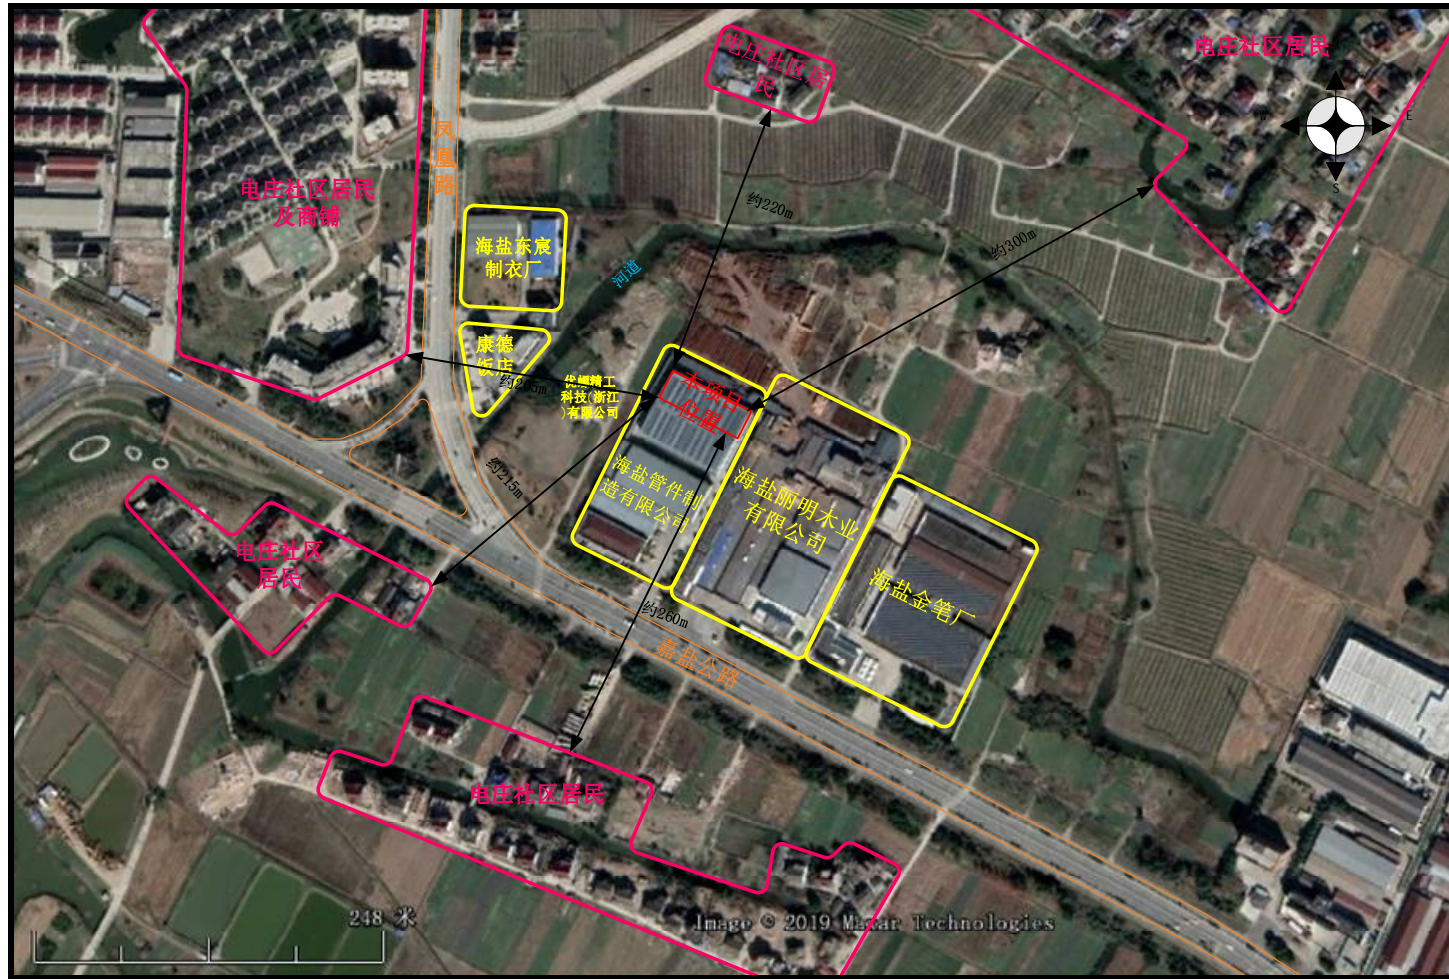 电庄社区居
民
电庄社区居民
E
S
凤凰路
电庄社区居民
及商铺
约220m
约300m
海盐东宸
制衣厂
河道
康德
饭店
本项目
位置
科技(浙江
)有限公司
约215m
海盐管件制
造有限公司
海盐丽明木业
有限公司
海盐金笔厂
电庄社区
居民
约260m
嘉盐公路
电庄社区居民
248 米
Image © 2019 Maxar Technologies